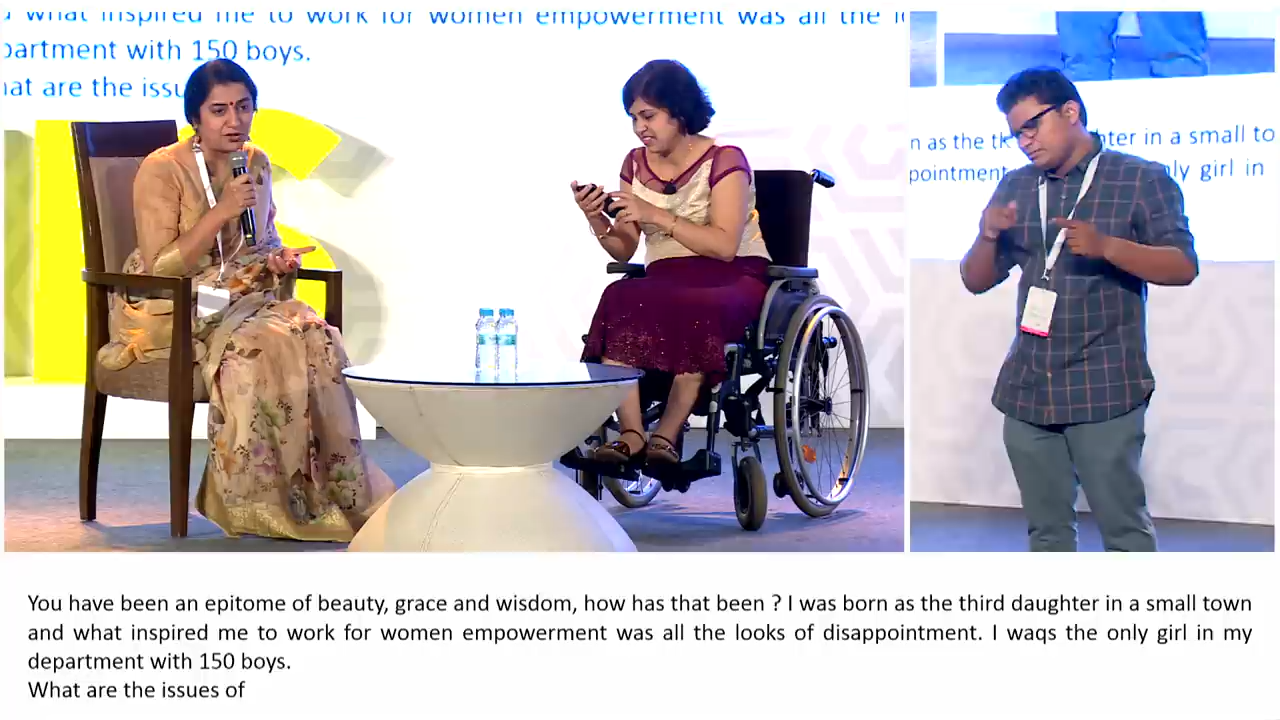 d what inspired me to work for women empowerment was all the lo
partment with 150 boys.
hat are the issu
S
n as the th hter in a small to
pointment nly girl in
You have been an epitome of beauty, grace and wisdom, how has that been ? I was born as the third daughter in a small town
and what inspired me to work for women empowerment was all the looks of disappointment. I waqs the only girl in my
department with 150 boys.
What are the issues of